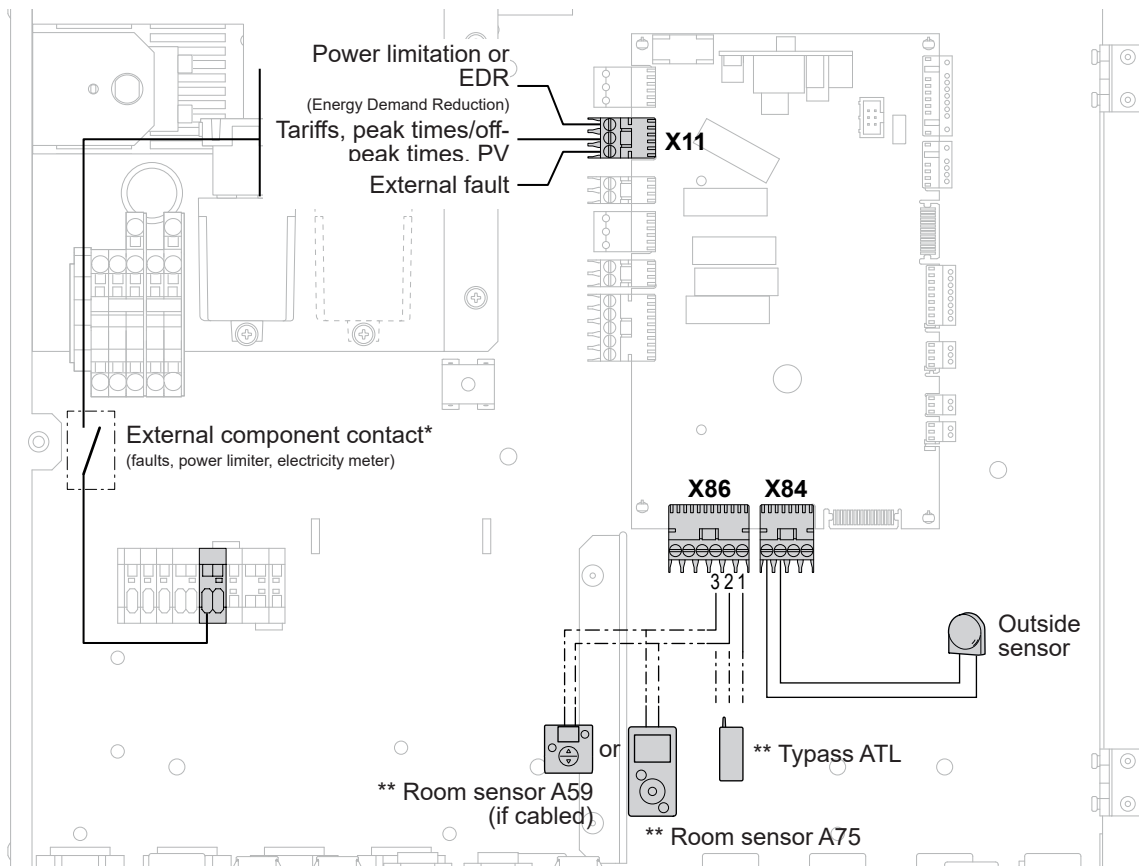 Power limitation or
EDR
(Energy Demand Reduction)
Tariffs, peak times/off-
peak times, PV
External fault
X11
External component contact*
(faults, power limiter, electricity meter)
X86 X84
3 2 1
Outside
sensor
or
** Typass ATL
** Room sensor A59
(if cabled)
** Room sensor A75